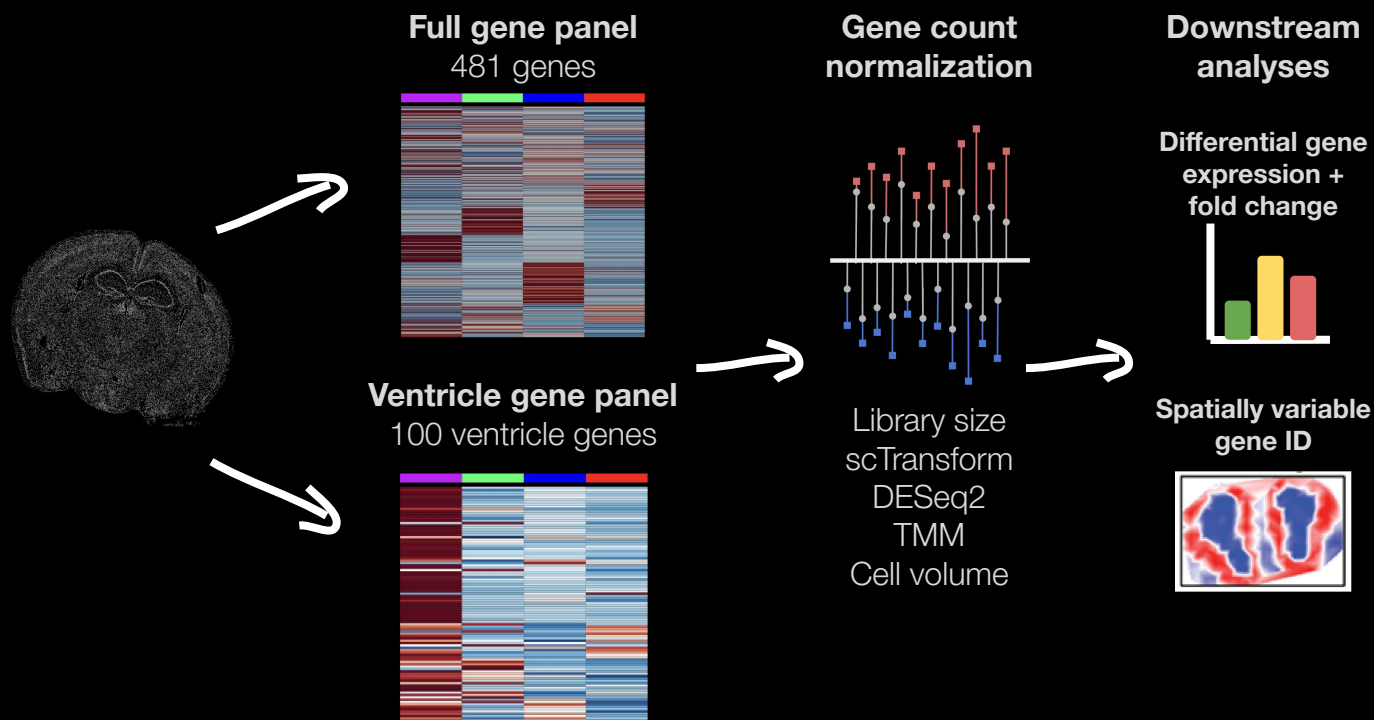 Full gene panel
481 genes
Ventricle gene panel
100 ventricle genes
Gene count
normalization
Library size
scTransform
DESeq2
TMM
Cell volume
Downstream
analyses
Differential gene
expression +
fold change
Spatially variable
gene ID